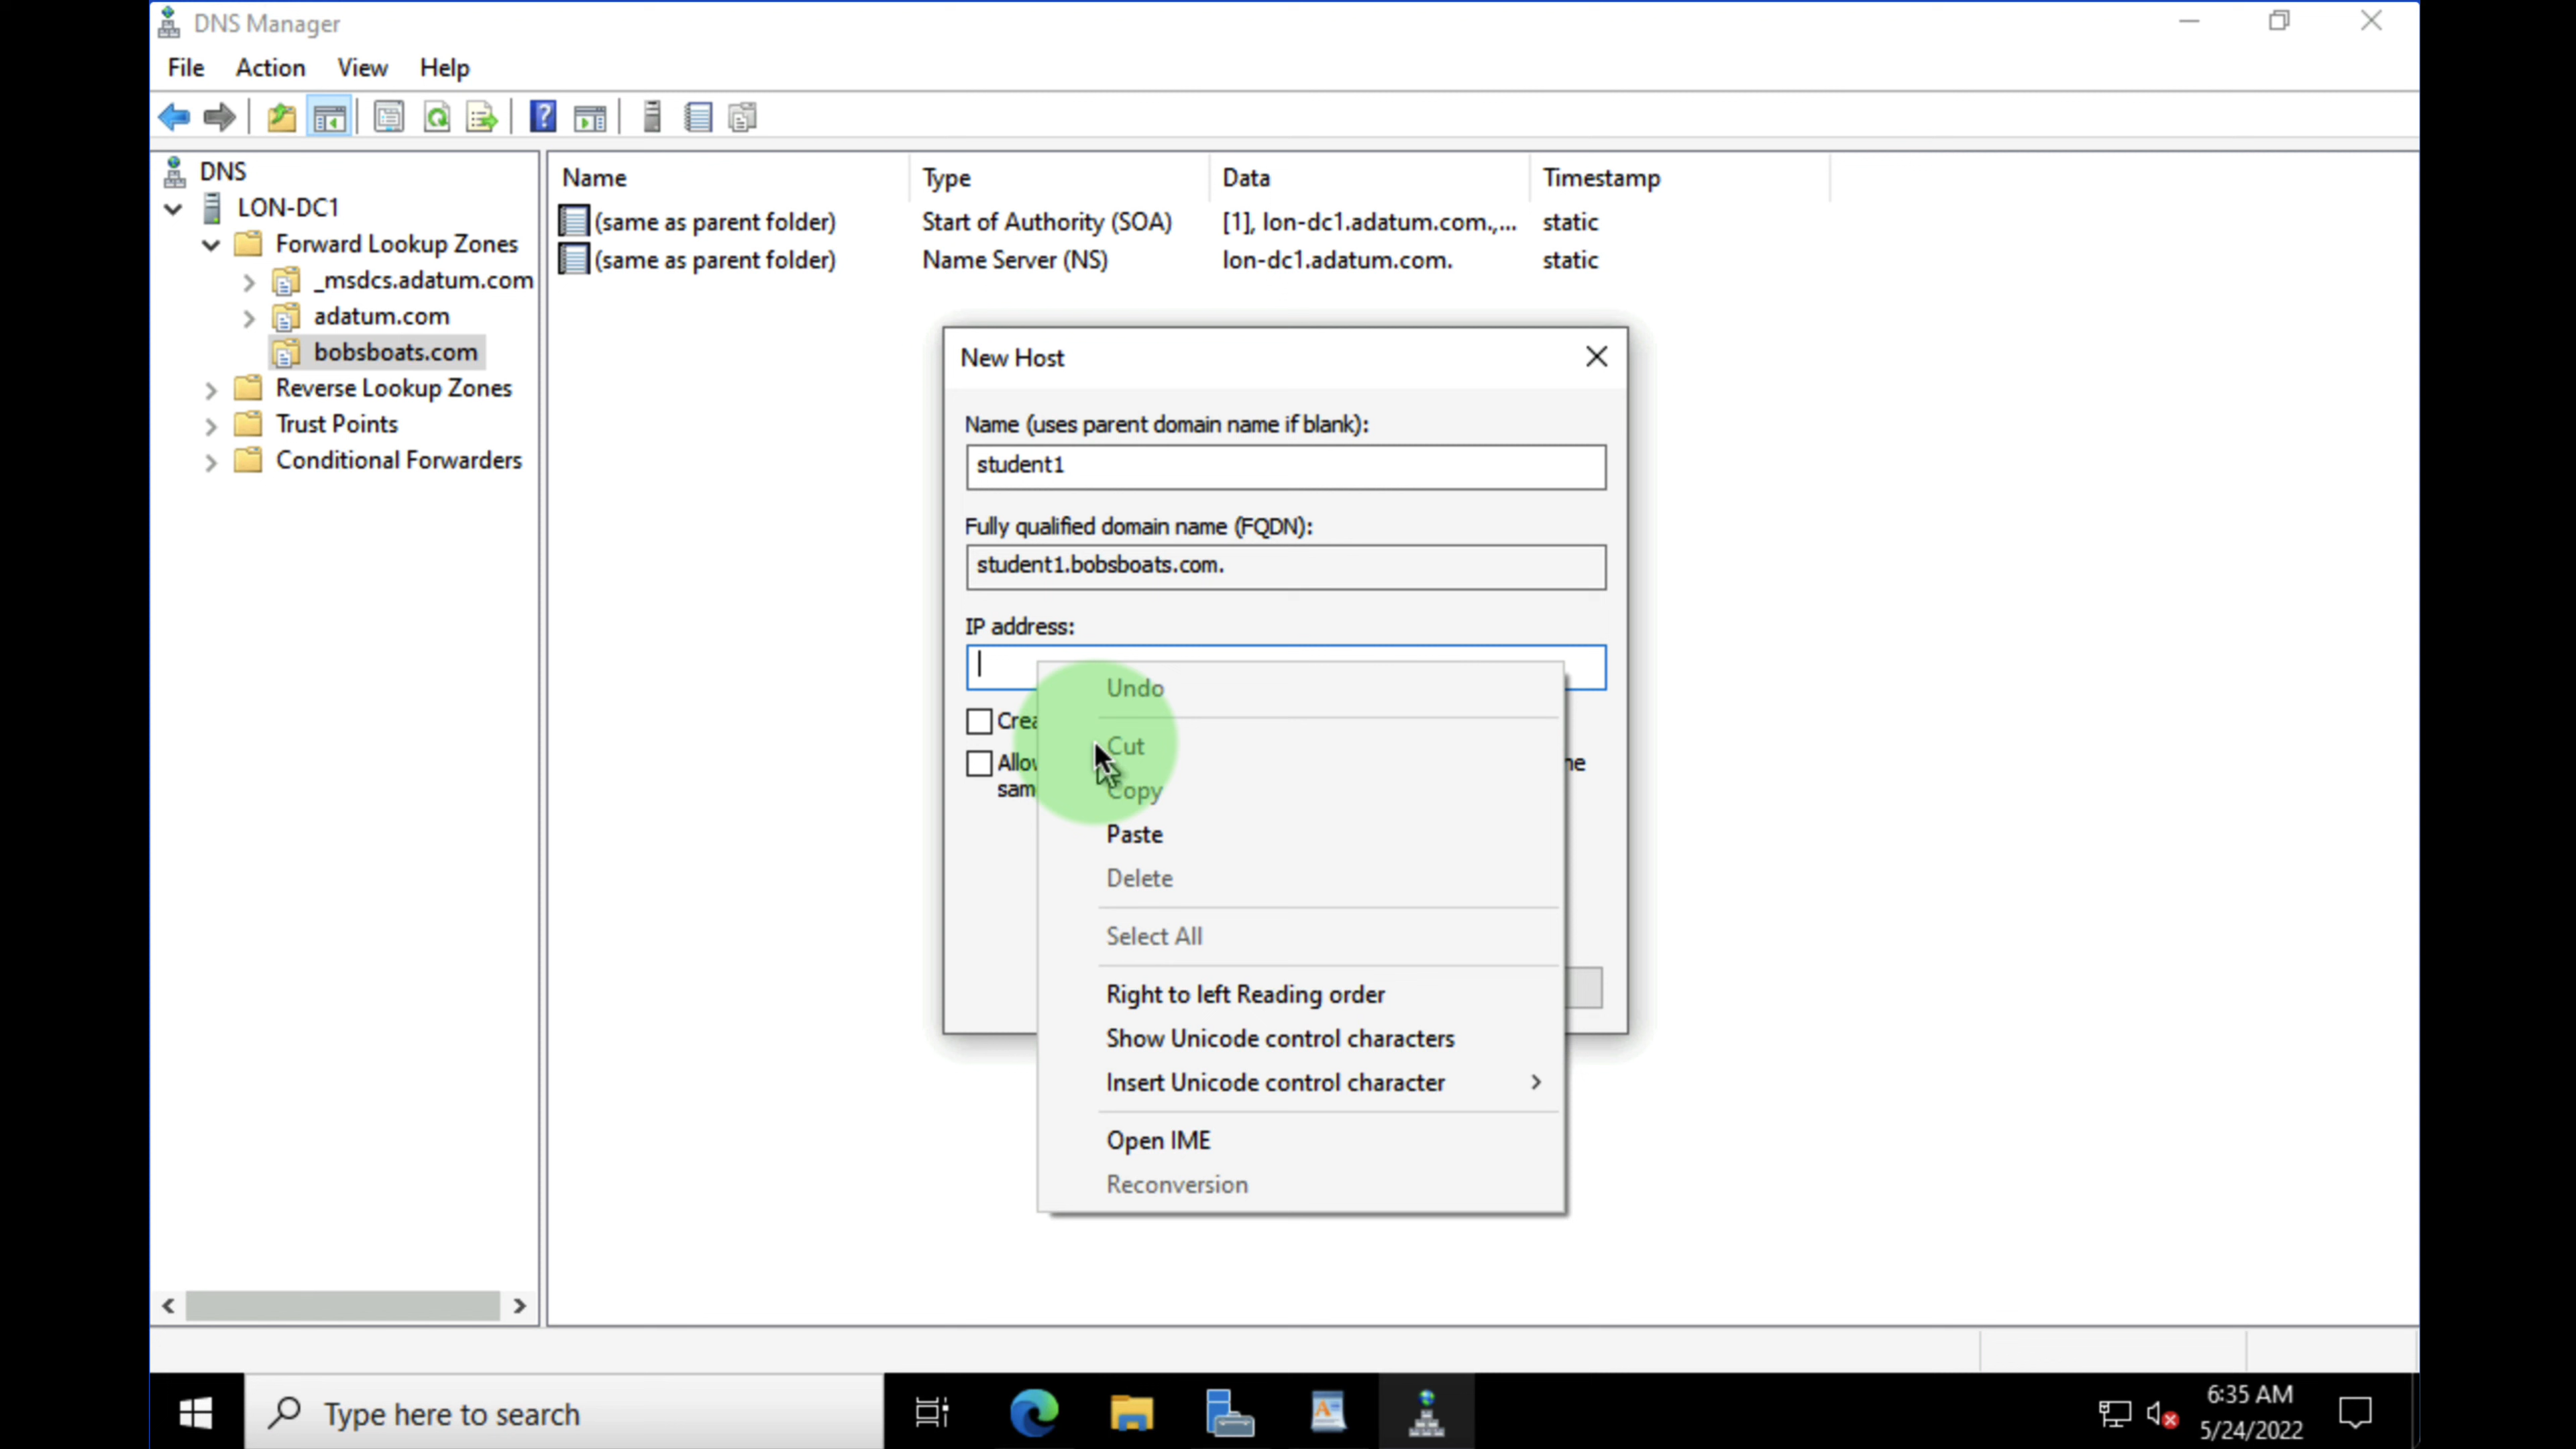 DNS Manager
File Action View Help
DNS
LON-DC1
Forward Lookup Zones
_msdcs.adatum.com
adatum.com
bobsboats.com
Reverse Lookup Zones
Trust Points
Conditional Forwarders
Name Type Data Timestamp
(same as parent folder) Start of Authority (SOA) [1], lon-dc1.adatum.com.,... static
(same as parent folder) Name Server (NS) lon-dc1.adatum.com. static
New Host
Name (uses parent domain name if blank):
student1
Fully qualified domain name (FQDN):
student1.bobsboats.com.
IP address:
Undo
Cut
Copy
Paste
Delete
Select All
Right to left Reading order
Show Unicode control characters
Insert Unicode control character
Open IME
Reconversion
Type here to search
6:35 AM
5/24/2022